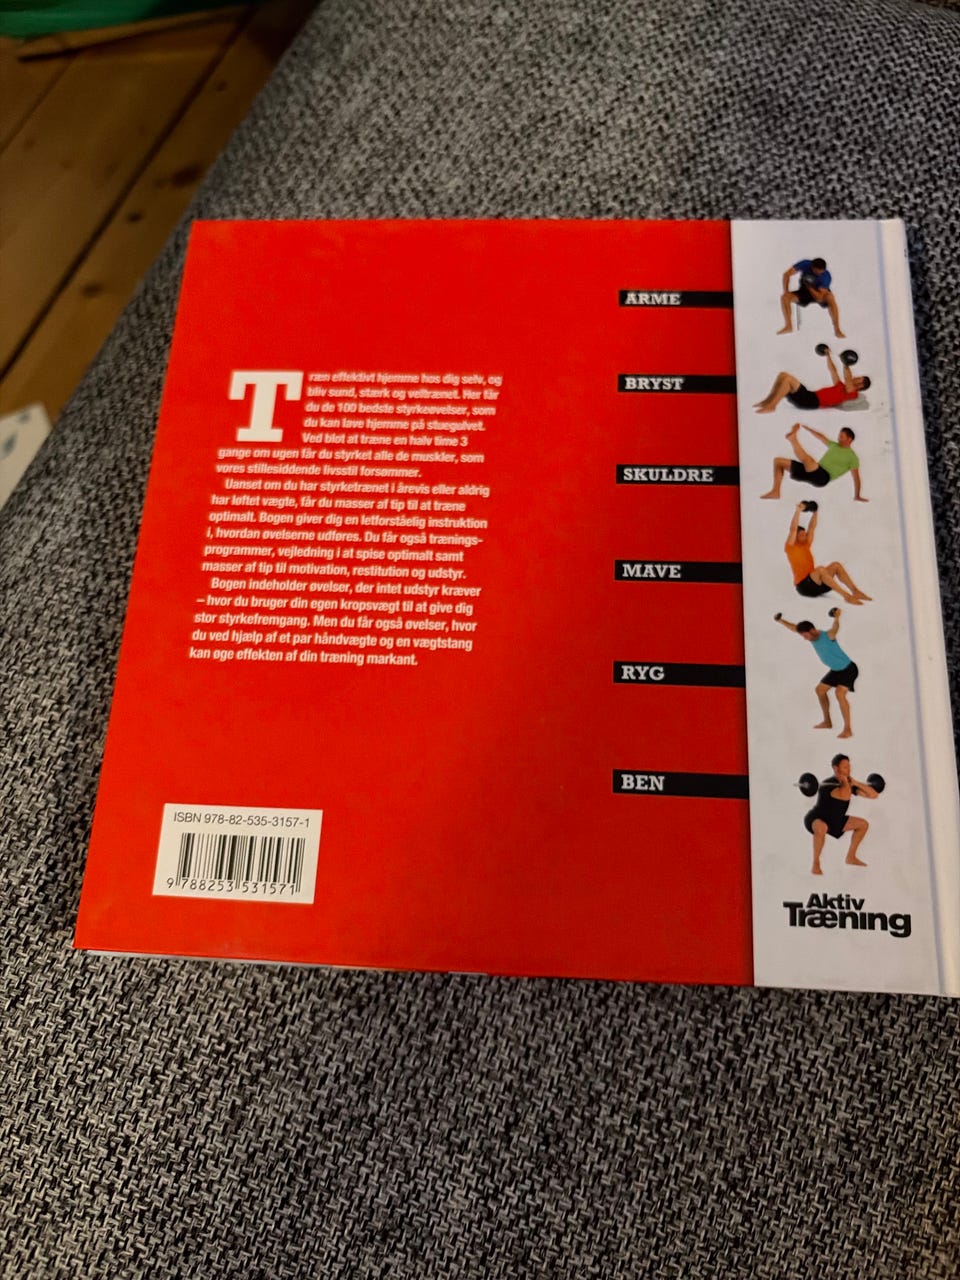 Træn effektivt hjemme hos dig selv, og
bliv sund, stærk og veltrænet. Her får
du de 100 bedste styrkeøvelser, som
du kan lave hjemme på stuegulvet.
Ved blot at træne en halv time 3
gange om ugen får du styrket alle de muskler, som
vores stillesiddende livsstil forsømmer.
Uanset om du har styrketrænet i årevis eller aldrig
har løftet vægte, får du masser af tip til at træne
optimalt. Bogen giver dig en letforståelig instruktion
i, hvordan øvelserne udføres. Du får også trænings-
programmer, vejledning i at spise optimalt samt
masser af tip til motivation, restitution og udstyr.
Bogen indeholder øvelser, der intet udstyr kræver
– hvor du bruger din egen kropsvægt til at give dig
stor styrkefremgang. Men du får også øvelser, hvor
du ved hjælp af et par håndvægte og en vægtstang
kan øge effekten af din træning markant.
ARME
BRYST
SKULDRE
MAVE
RYG
BEN
ISBN 978-82-535-3157-1
9 788253 531571
Aktiv
Træning